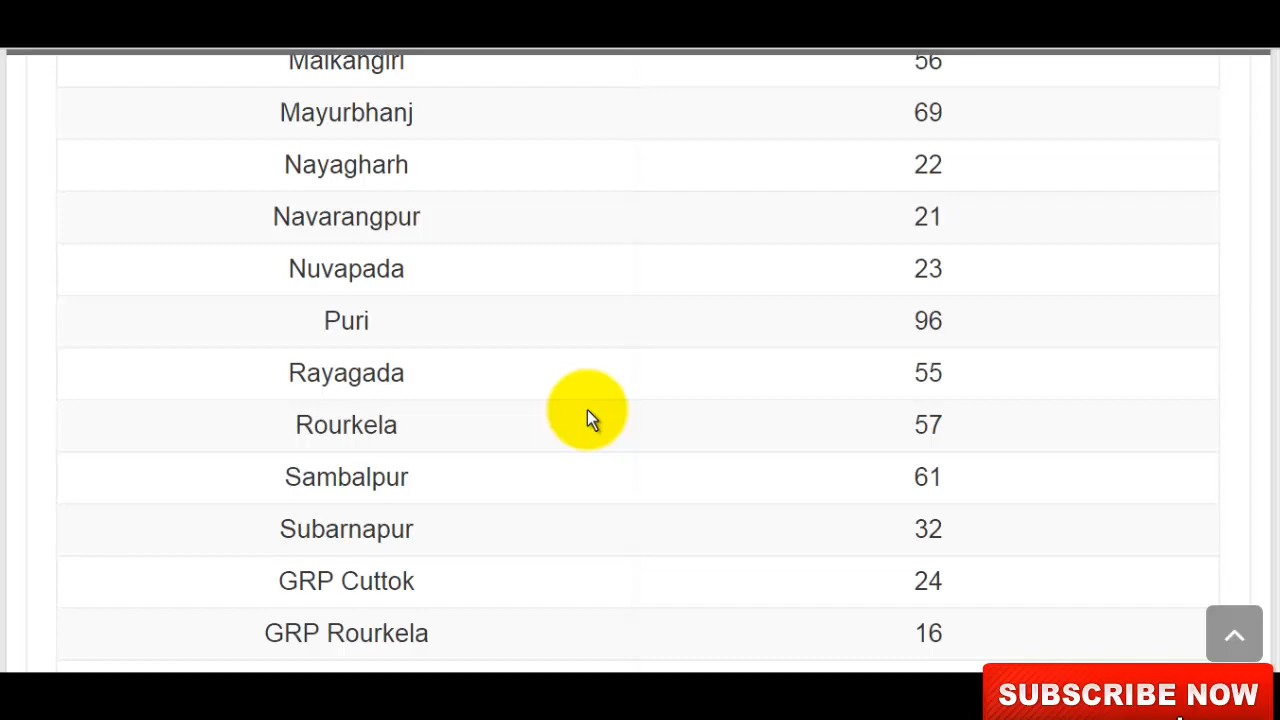 Malkangiri 56
Mayurbhanj 69
Nayagharh 22
Navarangpur 21
Nuvapada 23
Puri 96
Rayagada 55
Rourkela 57
Sambalpur 61
Subarnapur 32
GRP Cuttok 24
GRP Rourkela 16
SUBSCRIBE NOW